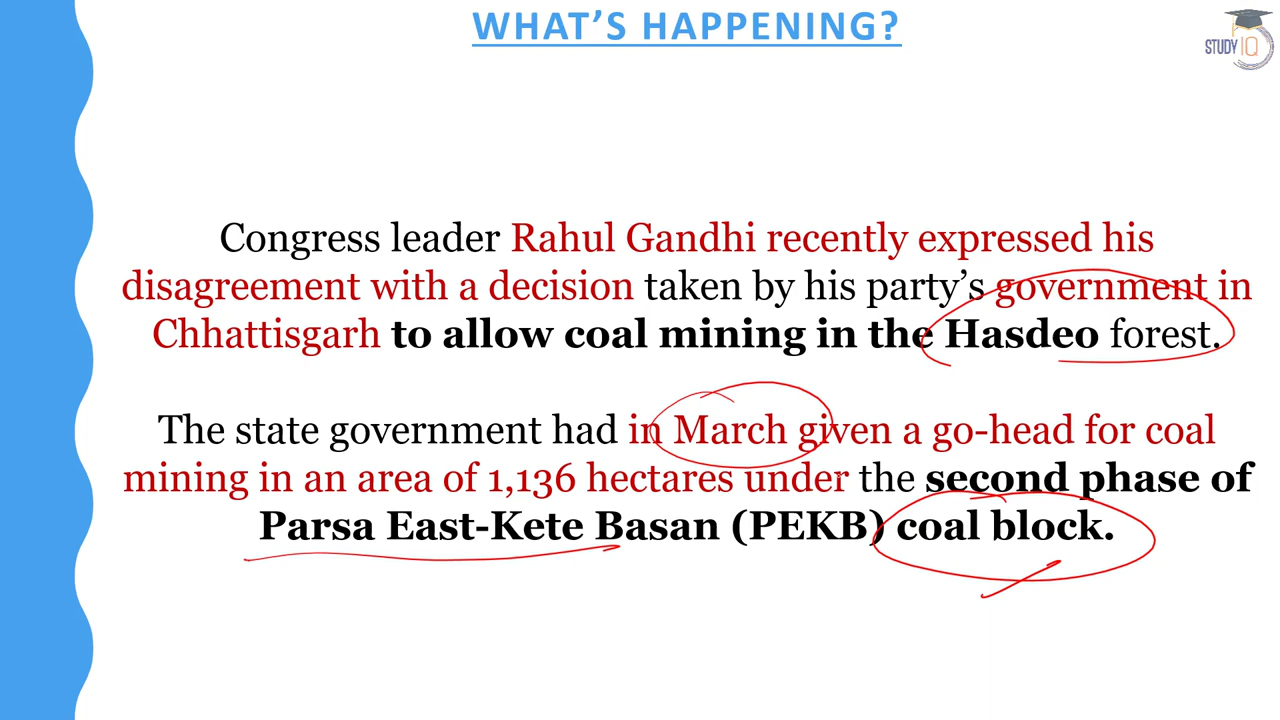 WHAT’S HAPPENING?
STUDY IQ
Congress leader Rahul Gandhi recently expressed his
disagreement with a decision taken by his party’s government in
Chhattisgarh to allow coal mining in the Hasdeo forest.
The state government had in March given a go-head for coal
mining in an area of 1,136 hectares under the second phase of
Parsa East-Kete Basan (PEKB) coal block.